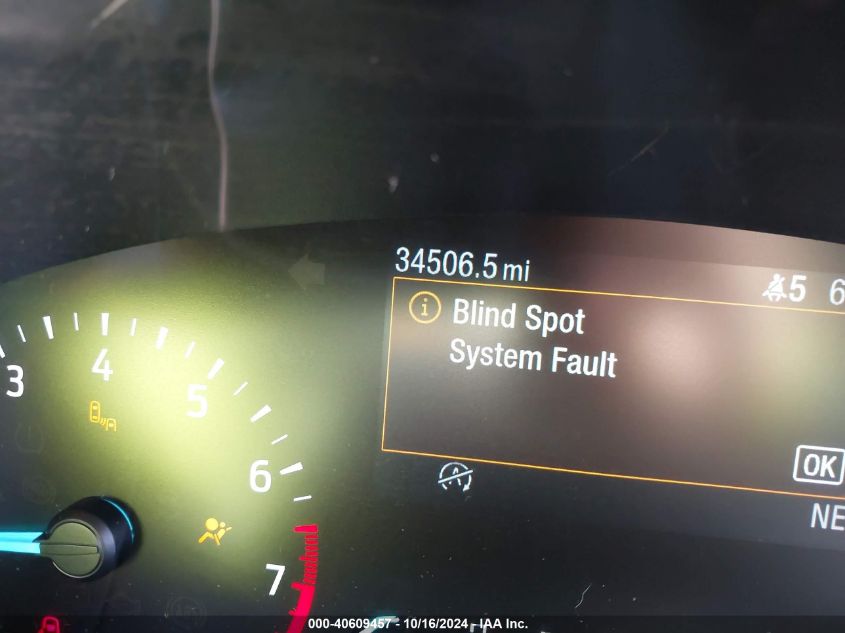 34506.5 mi
5 6
Blind Spot
System Fault
OK
NE
3
4
5
6
7
000-40609457 - 10/16/2024 - IAA Inc.